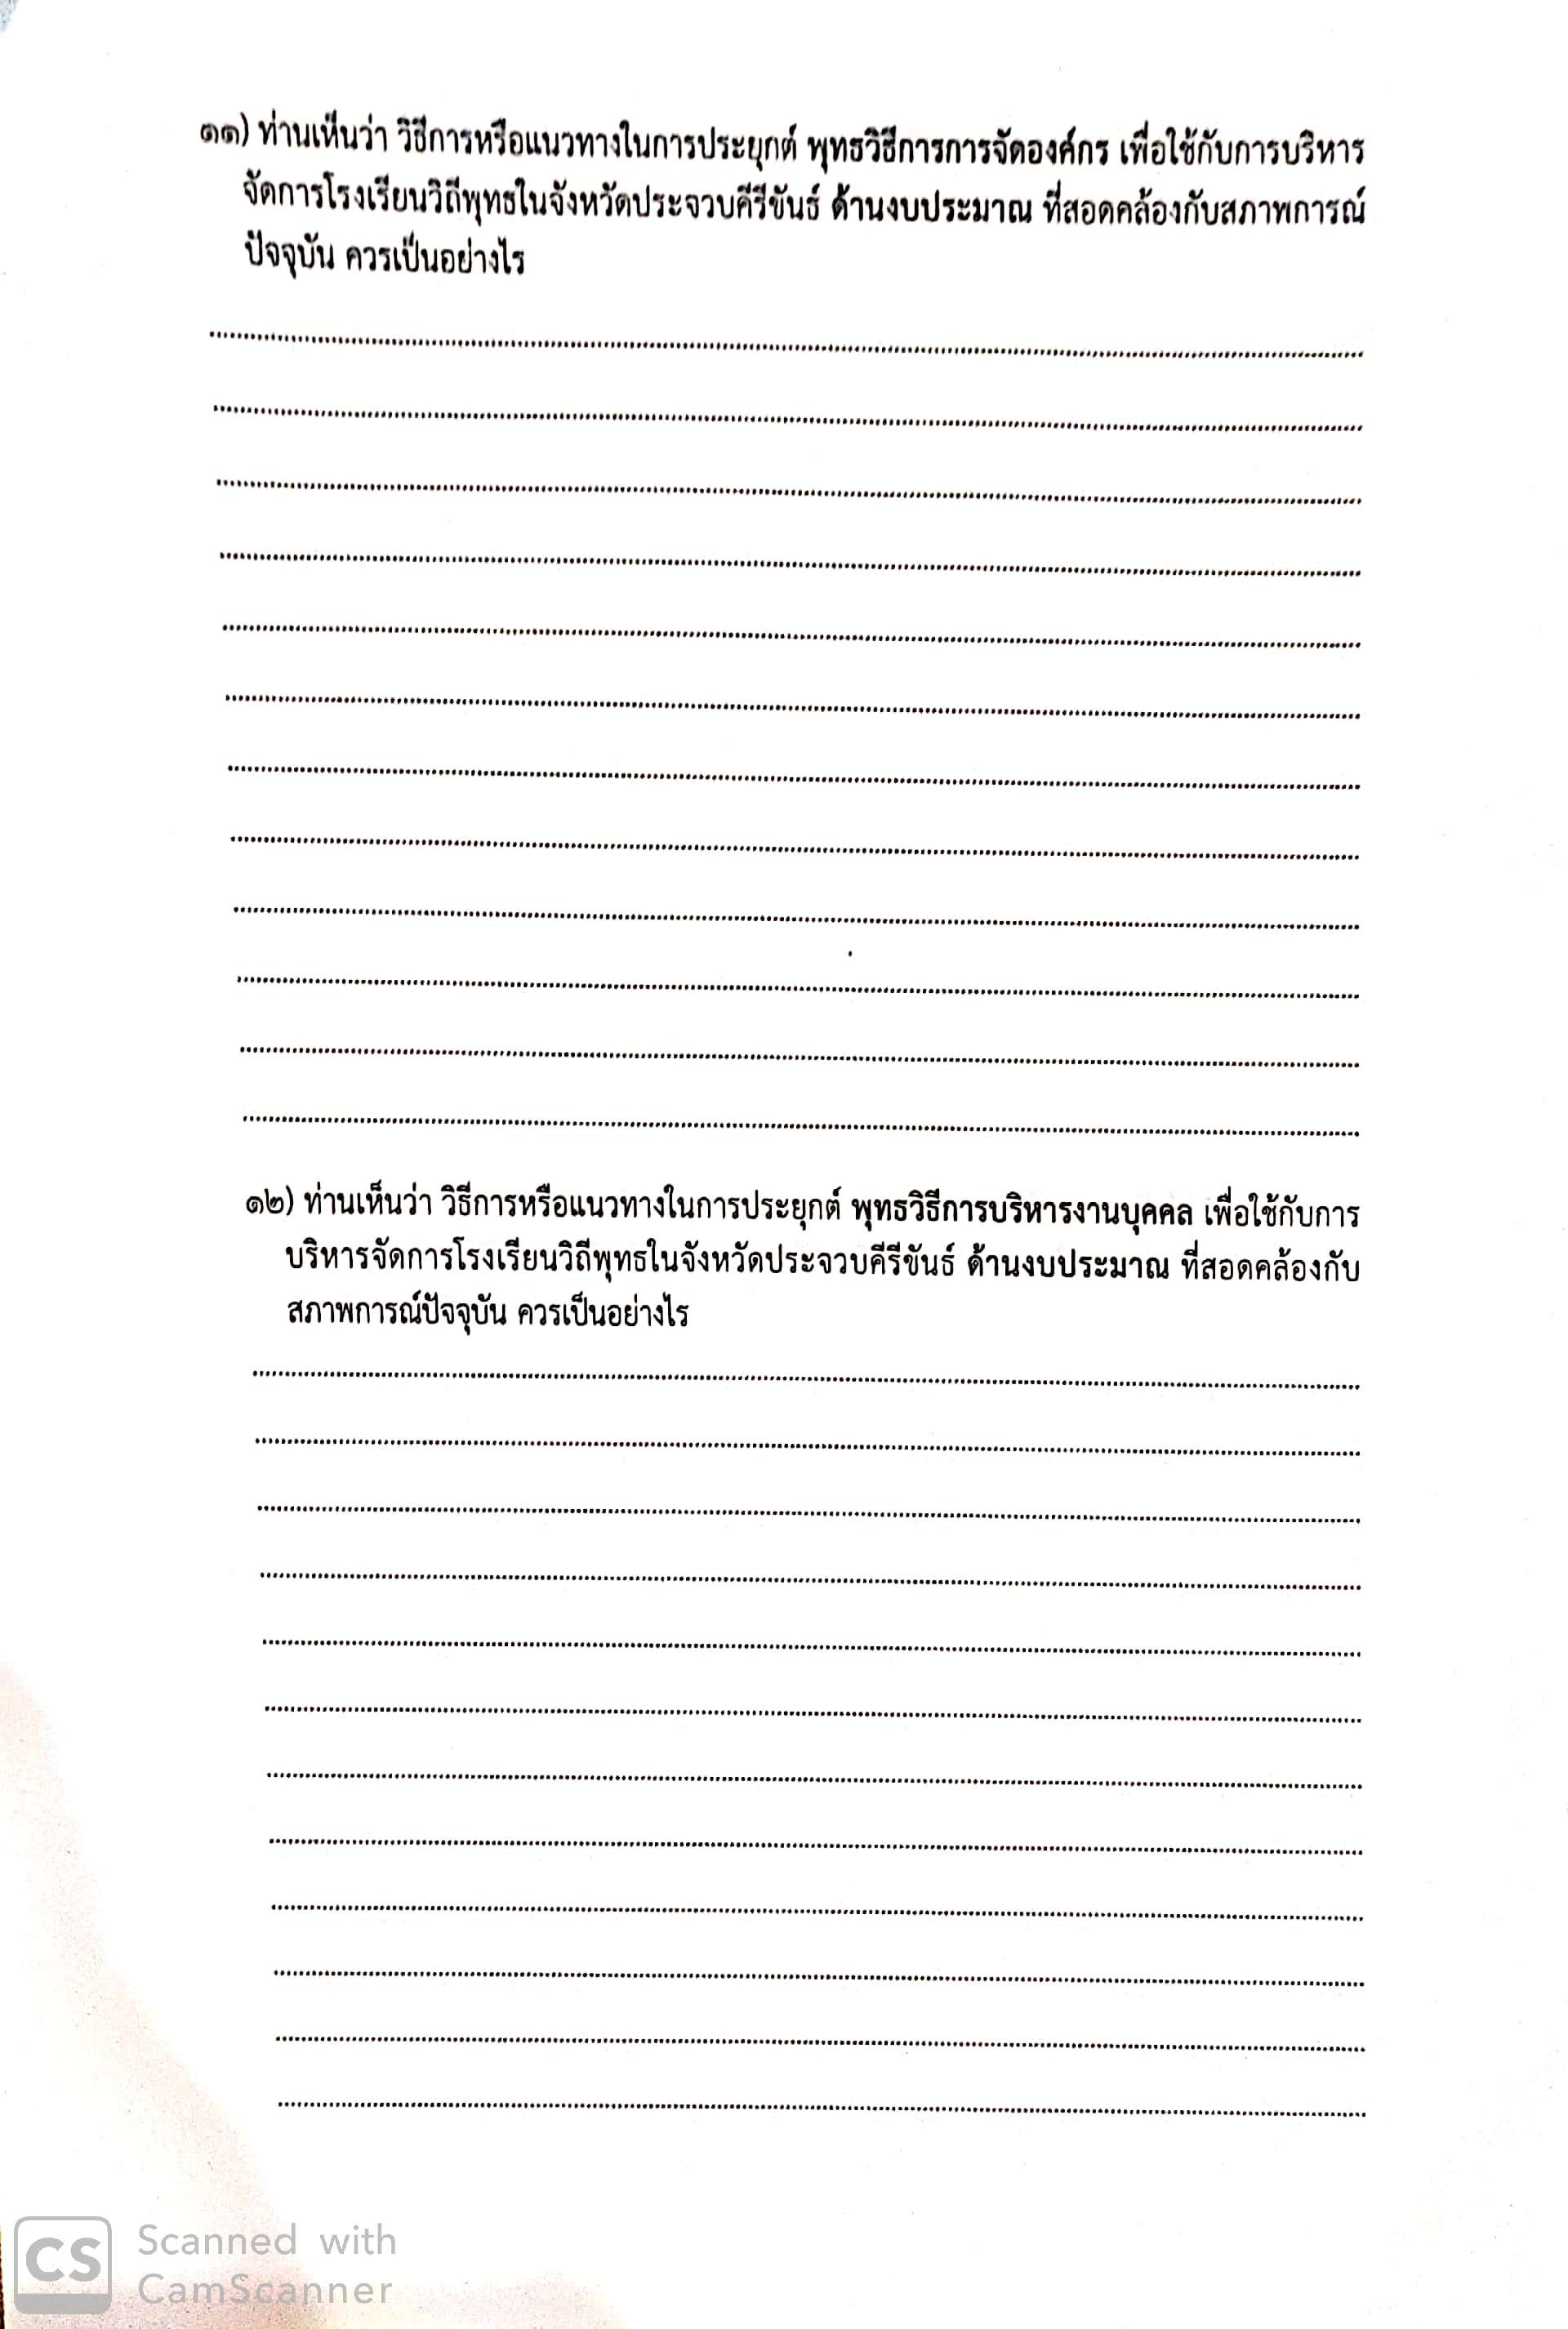 ๑๑) ท่านเห็นว่า วิธีการหรือแนวทางในการประยุกต์ พุทธวิธีการการจัดองค์กร เพื่อใช้กับการบริหาร
จัดการโรงเรียนวิถีพุทธในจังหวัดประจวบคีรีขันธ์ ด้านงบประมาณ ที่สอดคล้องกับสภาพการณ์
ปัจจุบัน ควรเป็นอย่างไร
๑๒) ท่านเห็นว่า วิธีการหรือแนวทางในการประยุกต์ พุทธวิธีการบริหารงานบุคคล เพื่อใช้กับการ
บริหารจัดการโรงเรียนวิถีพุทธในจังหวัดประจวบคีรีขันธ์ ด้านงบประมาณ ที่สอดคล้องกับ
สภาพการณ์ปัจจุบัน ควรเป็นอย่างไร
CS Scanned with
CamScanner